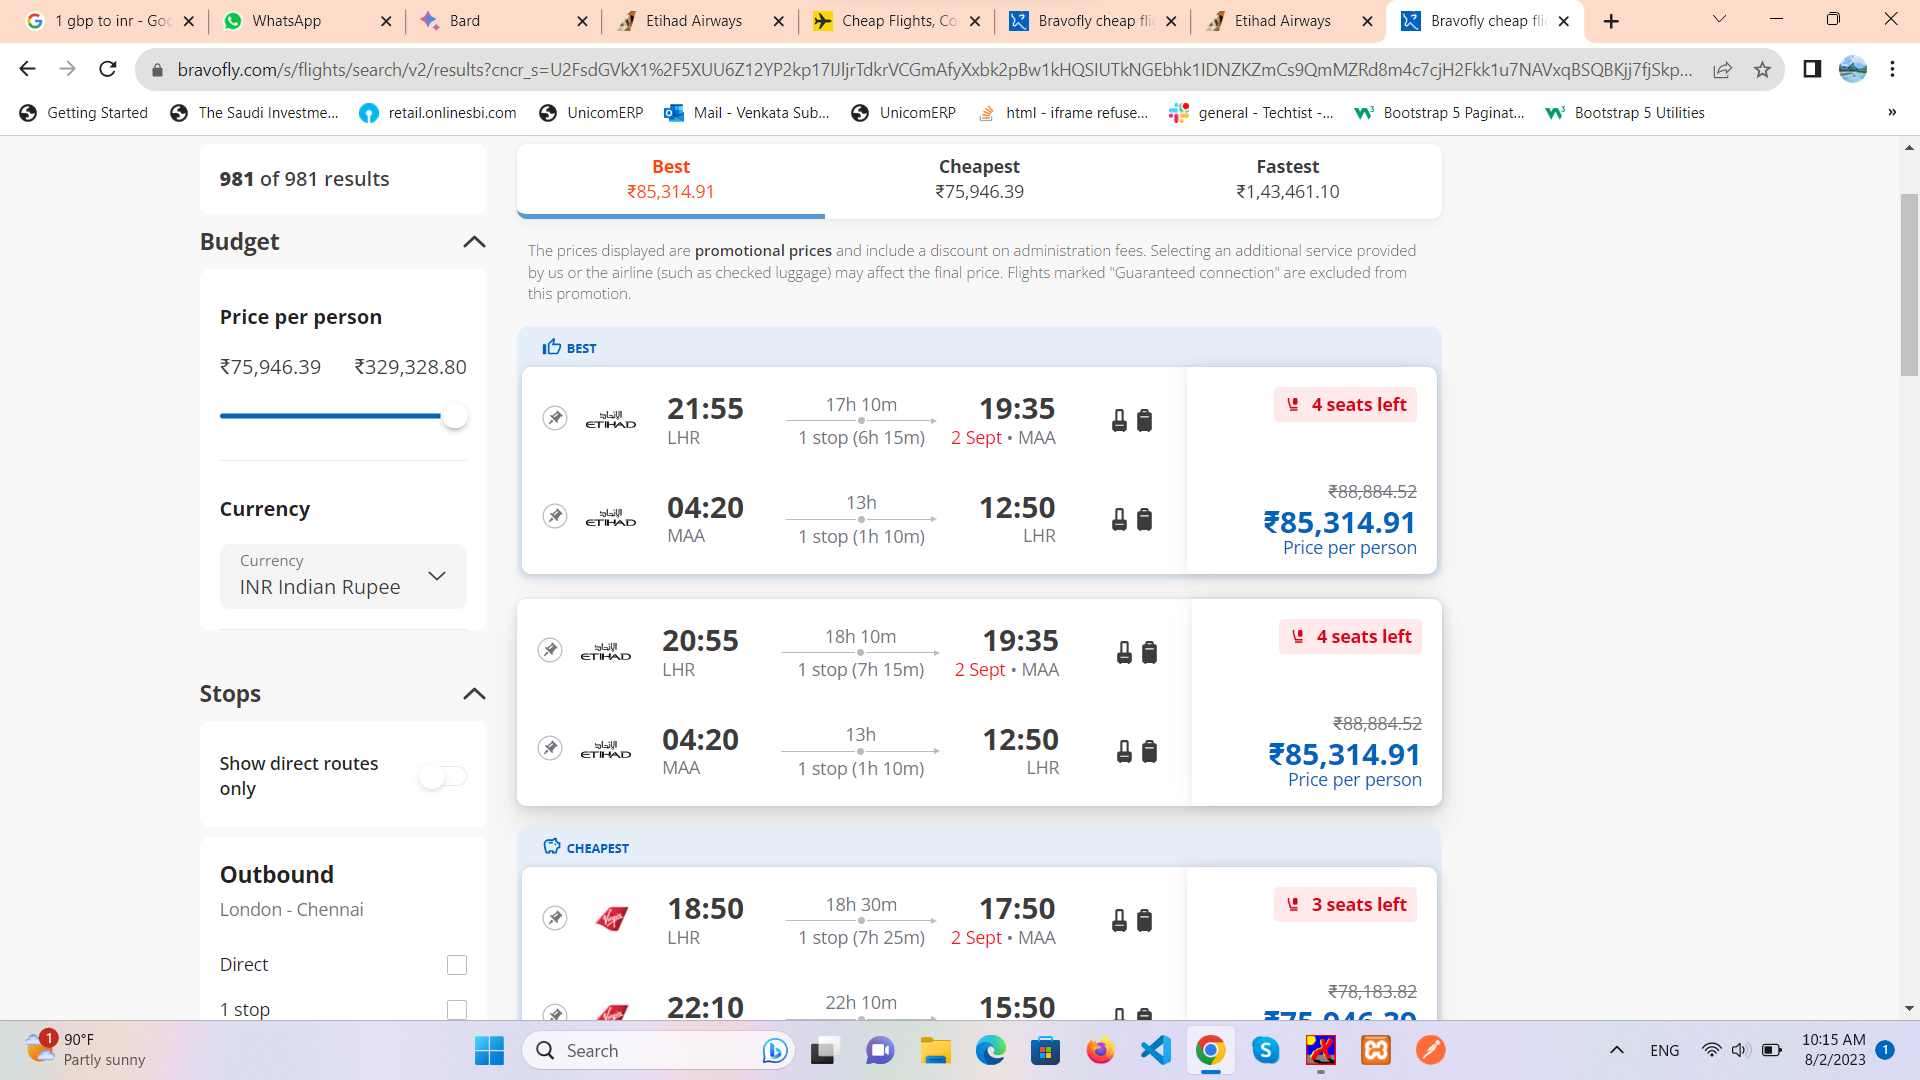 1 gbp to inr - Goo
WhatsApp
Bard
Etihad Airways
Cheap Flights, Co
Bravofly cheap fli
Etihad Airways
Bravofly cheap fli
bravofly.com/s/flights/search/v2/results?cncr_s=U2FsdGVkX1%2F5XUU6Z12YP2kp17IJljrTdkrVCGmAfyXxbk2pBw1kHQSIUTkNGEbhk1IDNZKZmCs9QmMZRd8m4c7cjH2Fkk1u7NAVxqBSQBKjj7fjSkp...
Getting Started
The Saudi Investme...
retail.onlinesbi.com
UnicomERP
Mail - Venkata Sub...
UnicomERP
html - iframe refuse...
general - Techtist -...
Bootstrap 5 Paginat...
Bootstrap 5 Utilities
»
981 of 981 results
Budget
Price per person
₹75,946.39 ₹329,328.80
Currency
Currency
INR Indian Rupee
Stops
Show direct routes
only
Outbound
London - Chennai
Direct
1 stop
Best
₹85,314.91
Cheapest
₹75,946.39
Fastest
₹1,43,461.10
The prices displayed are promotional prices and include a discount on administration fees. Selecting an additional service provided
by us or the airline (such as checked luggage) may affect the final price. Flights marked "Guaranteed connection" are excluded from
this promotion.
BEST
الإتحاد
ETIHAD
21:55 17h 10m 19:35
LHR 1 stop (6h 15m) 2 Sept • MAA
4 seats left
الإتحاد
ETIHAD
04:20 13h 12:50
MAA 1 stop (1h 10m) LHR
₹88,884.52
₹85,314.91
Price per person
الإتحاد
ETIHAD
20:55 18h 10m 19:35
LHR 1 stop (7h 15m) 2 Sept • MAA
4 seats left
الإتحاد
ETIHAD
04:20 13h 12:50
MAA 1 stop (1h 10m) LHR
₹88,884.52
₹85,314.91
Price per person
CHEAPEST
Virgin
18:50 18h 30m 17:50
LHR 1 stop (7h 25m) 2 Sept • MAA
3 seats left
22:10 22h 10m 15:50
₹78,183.82
₹75,946.39
1
90°F
Partly sunny
Search
ENG
10:15 AM
8/2/2023
1